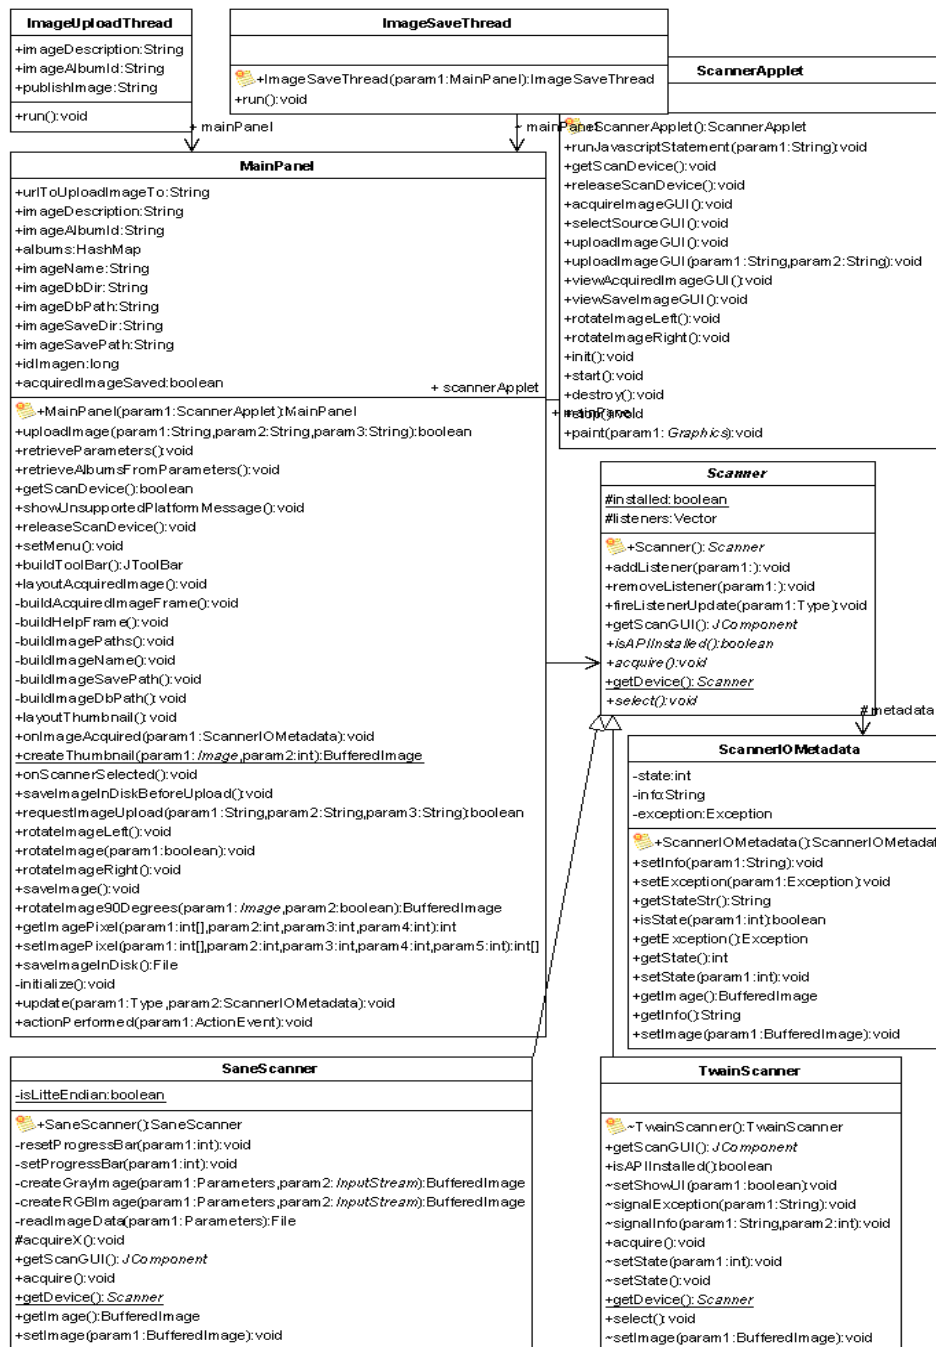 ImageUploadThread
+imageDescription:String
+imageAlbumId:String
+publishImage:String
+run():void
ImageSaveThread
+ImageSaveThread(param1:MainPanel):ImageSaveThread
+run():void
+ mainPanel
~ mainPanel
ScannerApplet
+ScannerApplet():ScannerApplet
+runJavascriptStatement(param1:String):void
+getScanDevice():void
+releaseScanDevice():void
+acquireImageGUI():void
+selectSourceGUI():void
+uploadImageGUI():void
+uploadImageGUI(param1:String,param2:String):void
+viewAcquiredImageGUI():void
+viewSaveImageGUI():void
+rotateImageLeft():void
+rotateImageRight():void
+init():void
+start():void
+destroy():void
+stop():void
+paint(param1: Graphics):void
MainPanel
+urlToUploadImageTo:String
+imageDescription:String
+imageAlbumId:String
+albums:HashMap
+imageName:String
+imageDbDir:String
+imageDbPath:String
+imageSaveDir:String
+imageSavePath:String
+idImagen:long
+acquiredImageSaved:boolean
+ scannerApplet
+ mainPanel
+MainPanel(param1:ScannerApplet):MainPanel
+uploadImage(param1:String,param2:String,param3:String):boolean
+retrieveParameters():void
+retrieveAlbumsFromParameters():void
+getScanDevice():boolean
+showUnsupportedPlatformMessage():void
+releaseScanDevice():void
+setMenu():void
+buildToolBar():JToolBar
+layoutAcquiredImage():void
-buildAcquiredImageFrame():void
-buildHelpFrame():void
-buildImagePaths():void
-buildImageName():void
-buildImageSavePath():void
-buildImageDbPath():void
+layoutThumbnail():void
+onImageAcquired(param1:ScannerIOMetadata):void
+createThumbnail(param1: Image,param2:int):BufferedImage
+onScannerSelected():void
+saveImageInDiskBeforeUpload():void
+requestImageUpload(param1:String,param2:String,param3:String):boolean
+rotateImageLeft():void
+rotateImage(param1:boolean):void
+rotateImageRight():void
+saveImage():void
+rotateImage90Degrees(param1: Image,param2:boolean):BufferedImage
+getImagePixel(param1:int[],param2:int,param3:int,param4:int):int
+setImagePixel(param1:int[],param2:int,param3:int,param4:int,param5:int):int[]
+saveImageInDisk():File
-initialize():void
+update(param1:Type,param2:ScannerIOMetadata):void
+actionPerformed(param1:ActionEvent):void
Scanner
#installed:boolean
#listeners:Vector
+Scanner(): Scanner
+addListener(param1:):void
+removeListener(param1:):void
+fireListenerUpdate(param1:Type):void
+getScanGUI(): JComponent
+isAPIInstalled():boolean
+acquire():void
+getDevice(): Scanner
+select():void
# metadata
ScannerIOMetadata
-state:int
-info:String
-exception:Exception
+ScannerIOMetadata():ScannerIOMetadat
+setInfo(param1:String):void
+setException(param1:Exception):void
+getStateStr():String
+isState(param1:int):boolean
+getException():Exception
+getState():int
+setState(param1:int):void
+getImage():BufferedImage
+getInfo():String
+setImage(param1:BufferedImage):void
SaneScanner
-isLitteEndian:boolean
+SaneScanner():SaneScanner
-resetProgressBar(param1:int):void
-setProgressBar(param1:int):void
-createGrayImage(param1:Parameters,param2: InputStream):BufferedImage
-createRGBImage(param1:Parameters,param2: InputStream):BufferedImage
-readImageData(param1:Parameters):File
#acquireX():void
+getScanGUI(): JComponent
+acquire():void
+getDevice(): Scanner
+getImage():BufferedImage
+setImage(param1:BufferedImage):void
TwainScanner
~TwainScanner():TwainScanner
+getScanGUI(): JComponent
+isAPIInstalled():boolean
~setShowUI(param1:boolean):void
~signalException(param1:String):void
~signalInfo(param1:String,param2:int):void
+acquire():void
~setState(param1:int):void
~setState():void
+getDevice(): Scanner
+select():void
~setImage(param1:BufferedImage):void